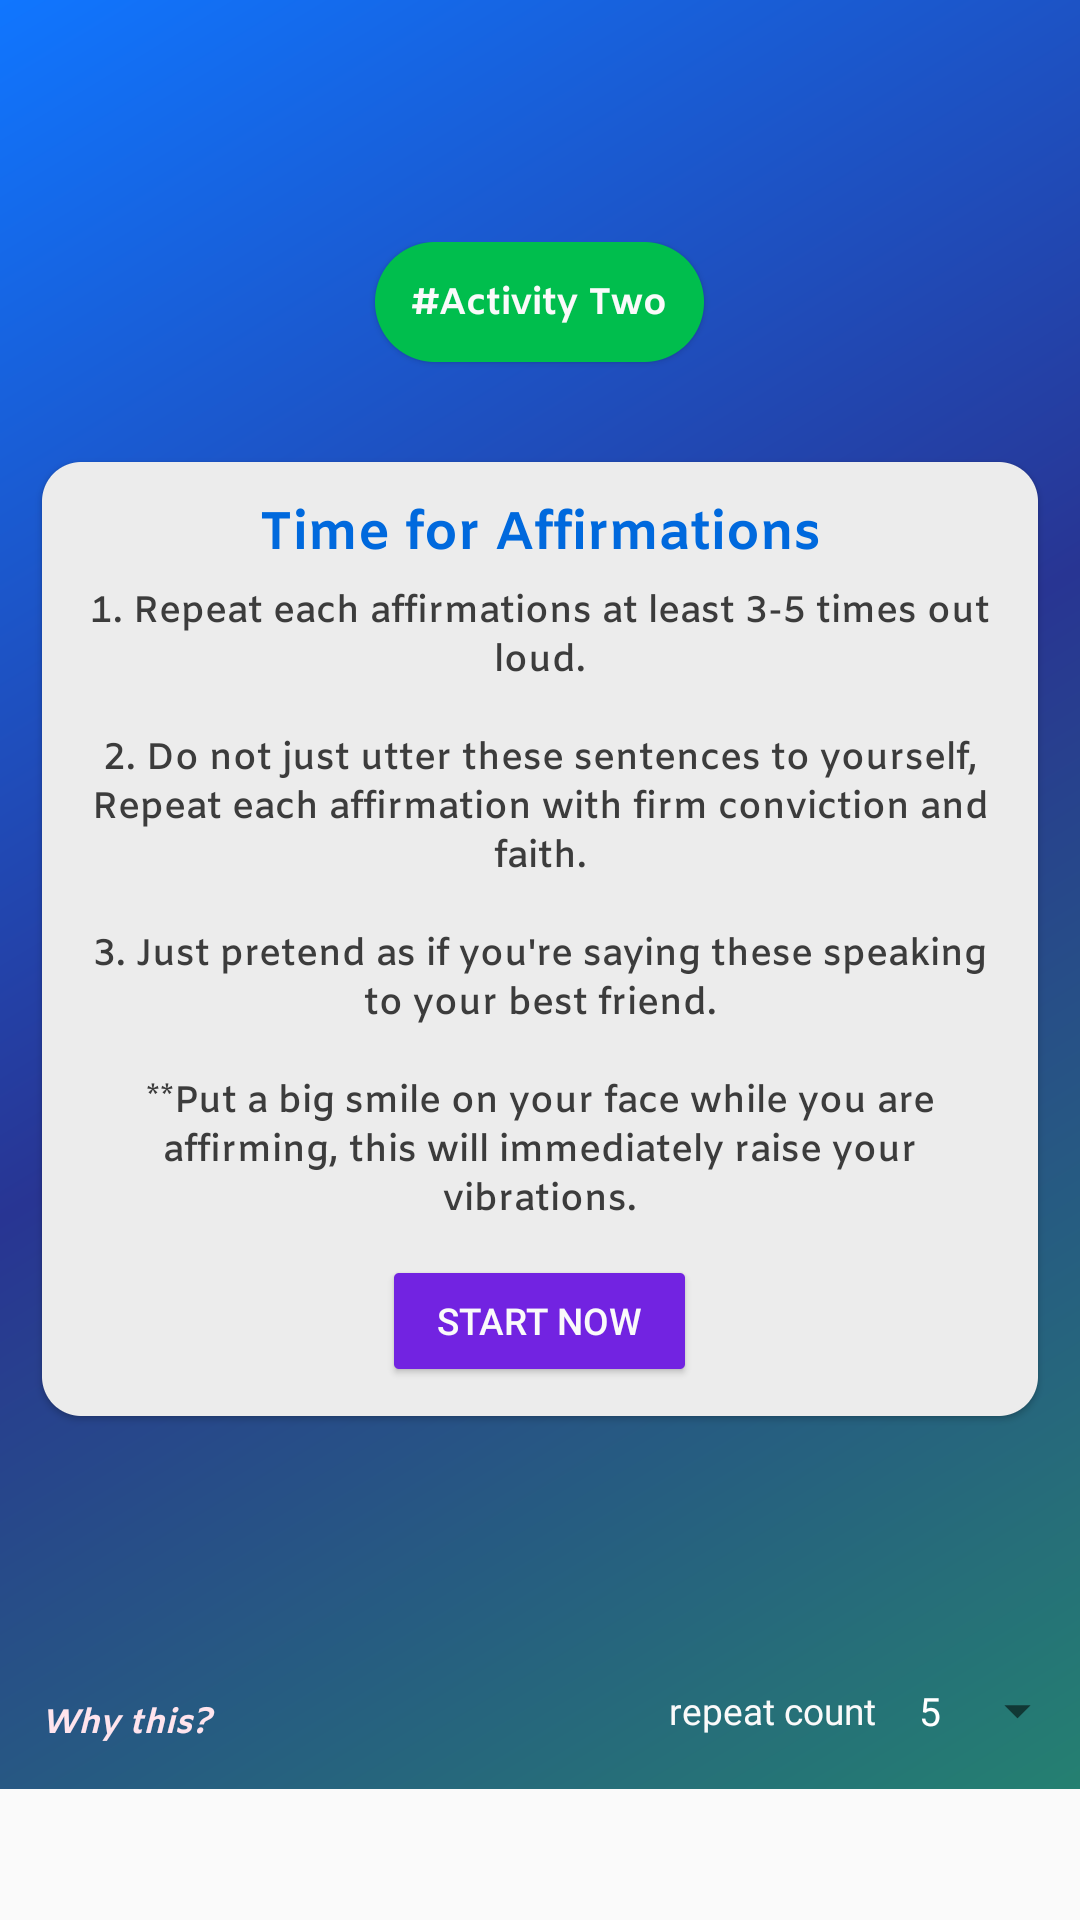 #Activity Two
Time for Affirmations
1. Repeat each affirmations at least 3-5 times out
loud.
2. Do not just utter these sentences to yourself,
Repeat each affirmation with firm conviction and
faith.
3. Just pretend as if you're saying these speaking
to your best friend.
**Put a big smile on your face while you are
affirming, this will immediately raise your
vibrations.
START NOW
Why this?
repeat count 5